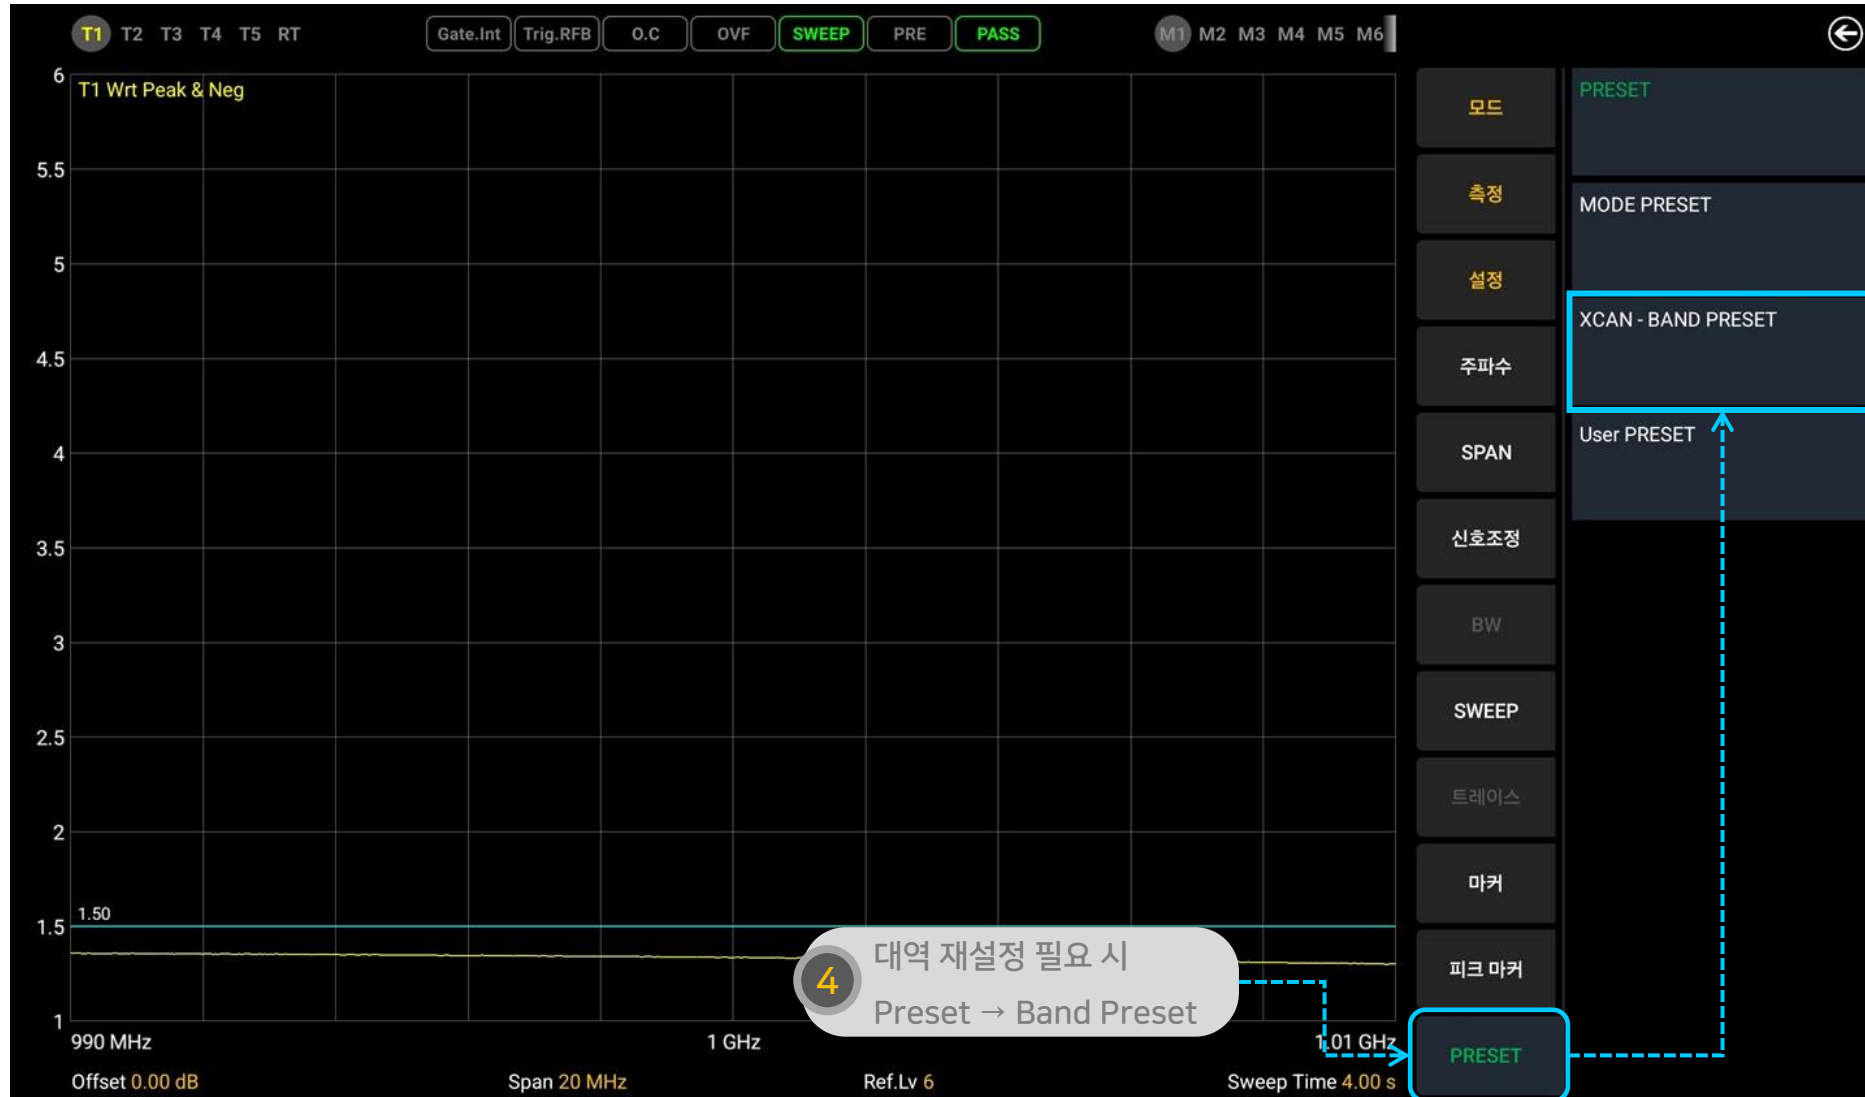 T1 T2 T3 T4 T5 RT Gate.Int Trig.RFB O.C OVF SWEEP PRE PASS M1 M2 M3 M4 M5 M6
T1 Wrt Peak & Neg
6
5.5
5
4.5
4
3.5
3
2.5
2
1.5
1
1.50
990 MHz 1 GHz 1.01 GHz
Offset 0.00 dB Span 20 MHz Ref.Lv 6 Sweep Time 4.00 s
4
대역 재설정 필요 시
Preset → Band Preset
모드
측정
설정
주파수
SPAN
신호조정
BW
SWEEP
트레이스
마커
피크 마커
PRESET
PRESET
MODE PRESET
XCAN - BAND PRESET
User PRESET